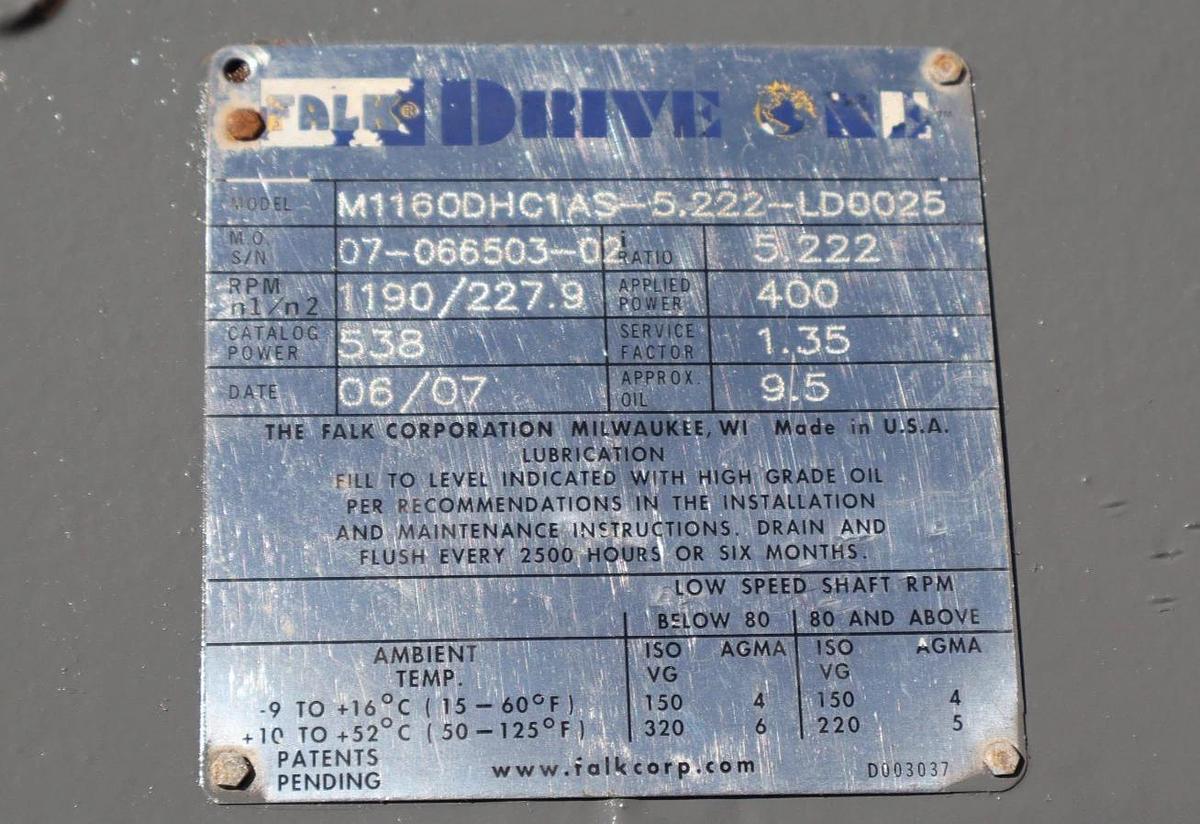 FALK® DRIVE ONE™
MODEL M1160DHC1AS-5.222-LD0025
M.O. S/N 07-066503-02 i RATIO 5.222
RPM n1/n2 1190/227.9 APPLIED POWER 400
CATALOG POWER 538 SERVICE FACTOR 1.35
DATE 06/07 APPROX. OIL 9.5
THE FALK CORPORATION MILWAUKEE, WI Made in U.S.A.
LUBRICATION
FILL TO LEVEL INDICATED WITH HIGH GRADE OIL
PER RECOMMENDATIONS IN THE INSTALLATION
AND MAINTENANCE INSTRUCTIONS. DRAIN AND
FLUSH EVERY 2500 HOURS OR SIX MONTHS.
LOW SPEED SHAFT RPM
BELOW 80 80 AND ABOVE
AMBIENT TEMP. ISO VG AGMA ISO VG AGMA
-9 TO +16°C (15-60°F) 150 4 150 4
+10 TO +52°C (50-125°F) 320 6 220 5
PATENTS PENDING www.falkcorp.com D003037